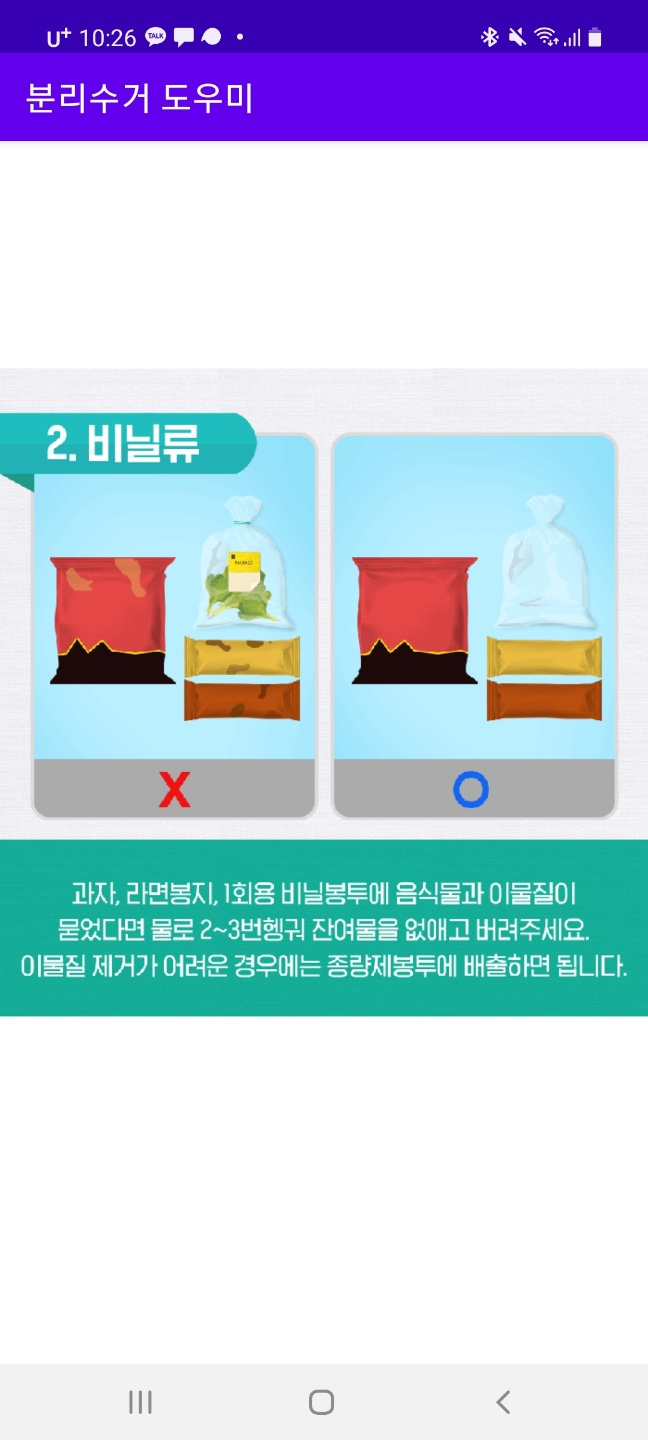 U+ 10:26 TALK
분리수거 도우미
2. 비닐류
PACKAGE
X O
과자, 라면봉지, 1회용 비닐봉투에 음식물과 이물질이
묻었다면 물로 2~3번헹궈 잔여물을 없애고 버려주세요.
이물질 제거가 어려운 경우에는 종량제봉투에 배출하면 됩니다.